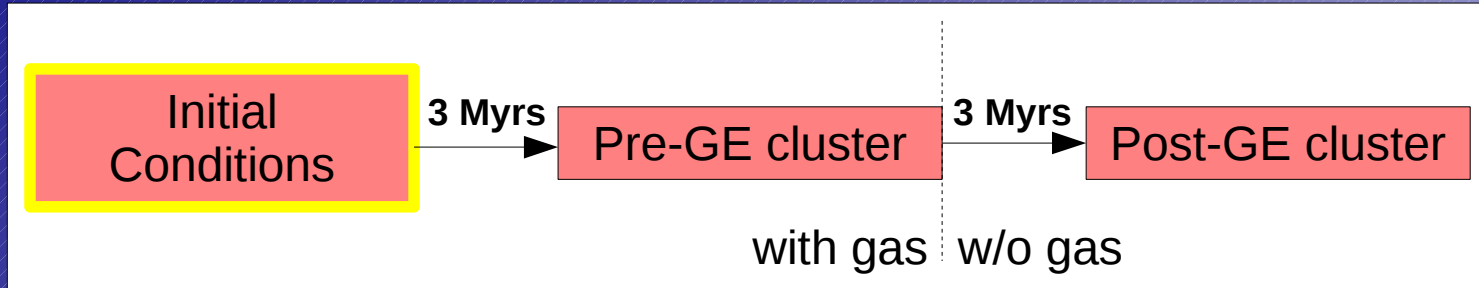 Initial
Conditions
3 Myrs
Pre-GE cluster
3 Myrs
Post-GE cluster
with gas
w/o gas